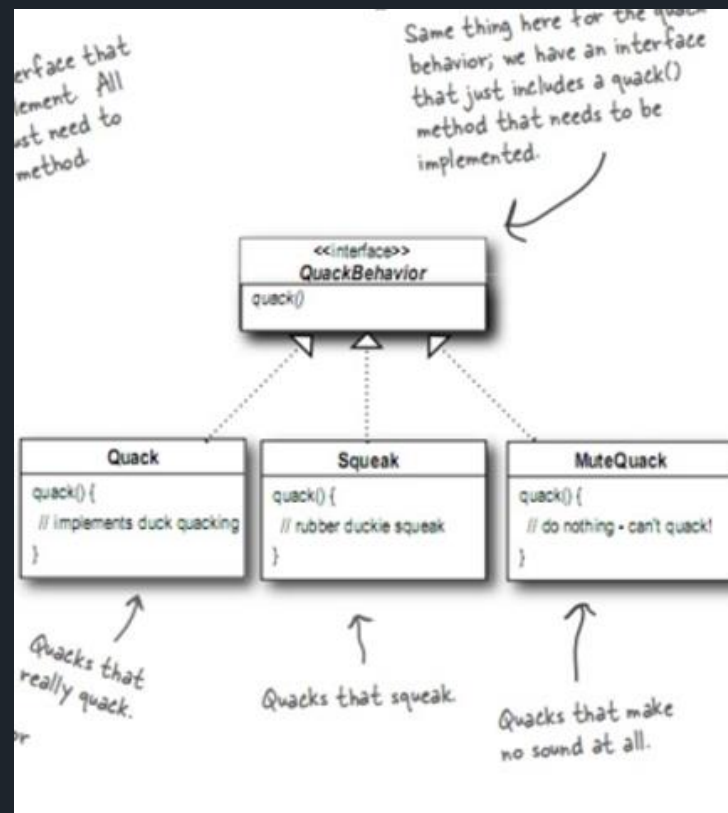 erface that
lement. All
ust need to
method.
Same thing here for the quack
behavior; we have an interface
that just includes a quack()
method that needs to be
implemented.
<<interface>>
QuackBehavior
quack()
Quack
quack() {
// implements duck quacking
}
Squeak
quack() {
// rubber duckie squeak
}
MuteQuack
quack() {
// do nothing - can't quack!
}
Quacks that
really quack.
Quacks that squeak.
Quacks that make
no sound at all.
or